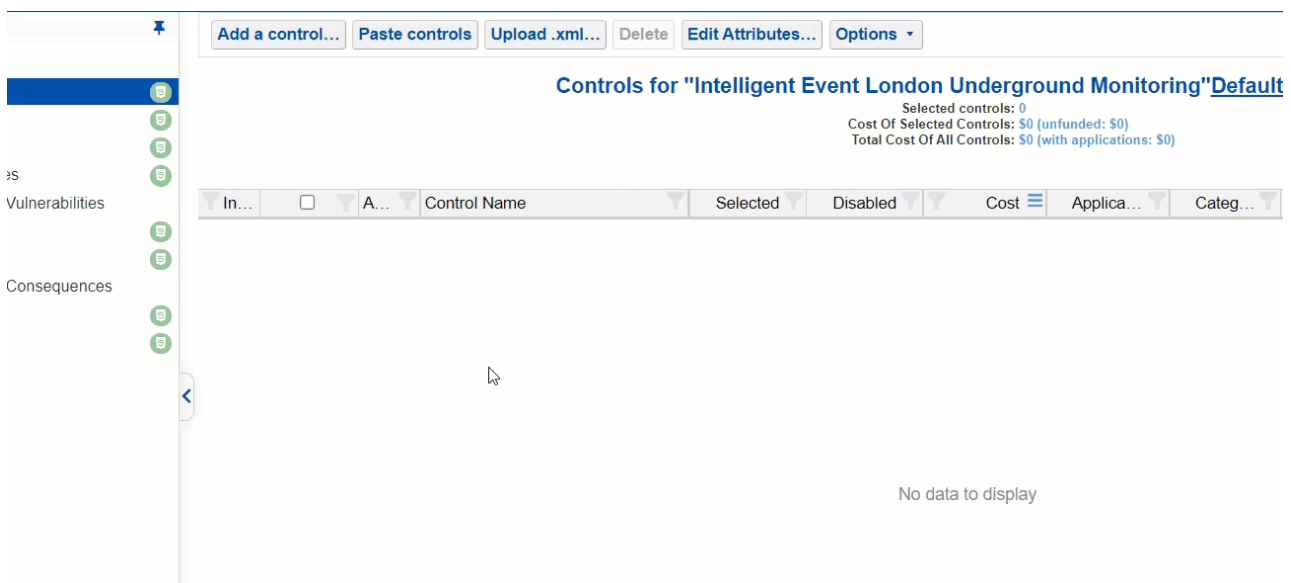 Add a control... Paste controls Upload .xml... Delete Edit Attributes... Options
Controls for "Intelligent Event London Underground Monitoring"Default
Selected controls: 0
Cost Of Selected Controls: $0 (unfunded: $0)
Total Cost Of All Controls: $0 (with applications: $0)
es
Vulnerabilities
Consequences
In... A... Control Name Selected Disabled Cost Applica... Categ...
No data to display